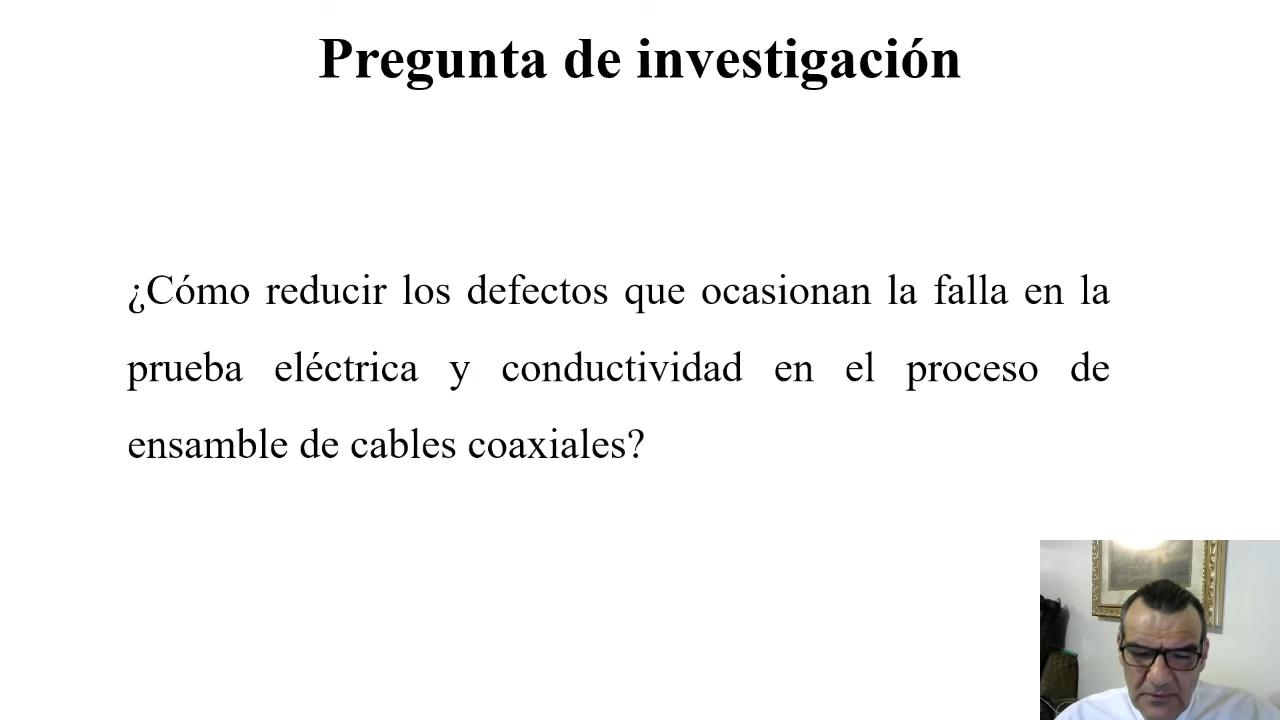 Pregunta de investigación
¿Cómo reducir los defectos que ocasionan la falla en la
prueba eléctrica y conductividad en el proceso de
ensamble de cables coaxiales?